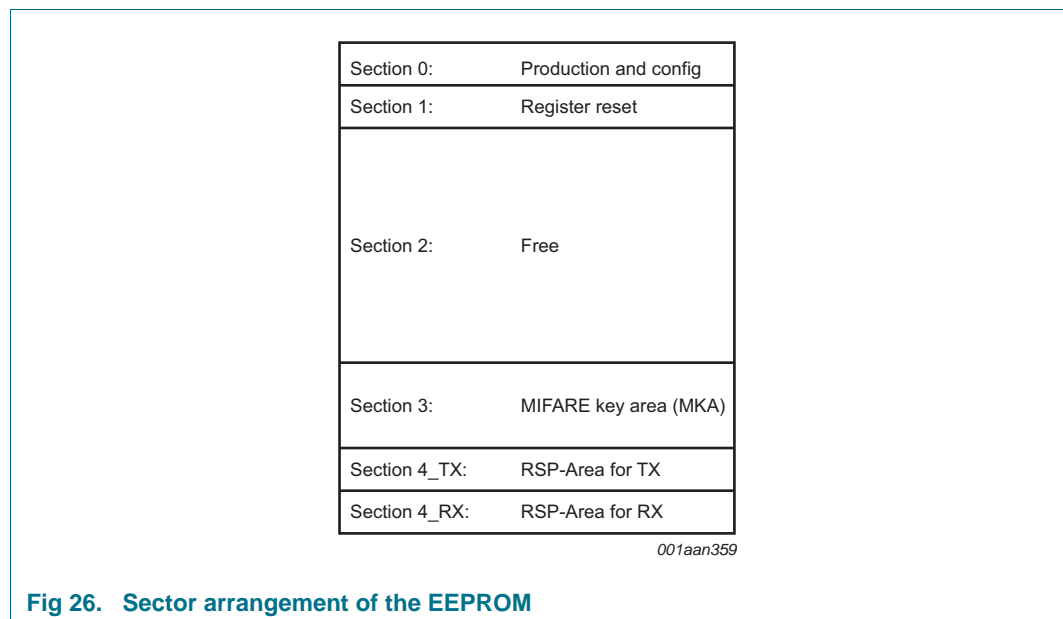 Section 0: Production and config
Section 1: Register reset
Section 2: Free
Section 3: MIFARE key area (MKA)
Section 4_TX: RSP-Area for TX
Section 4_RX: RSP-Area for RX
001aan359
Fig 26. Sector arrangement of the EEPROM